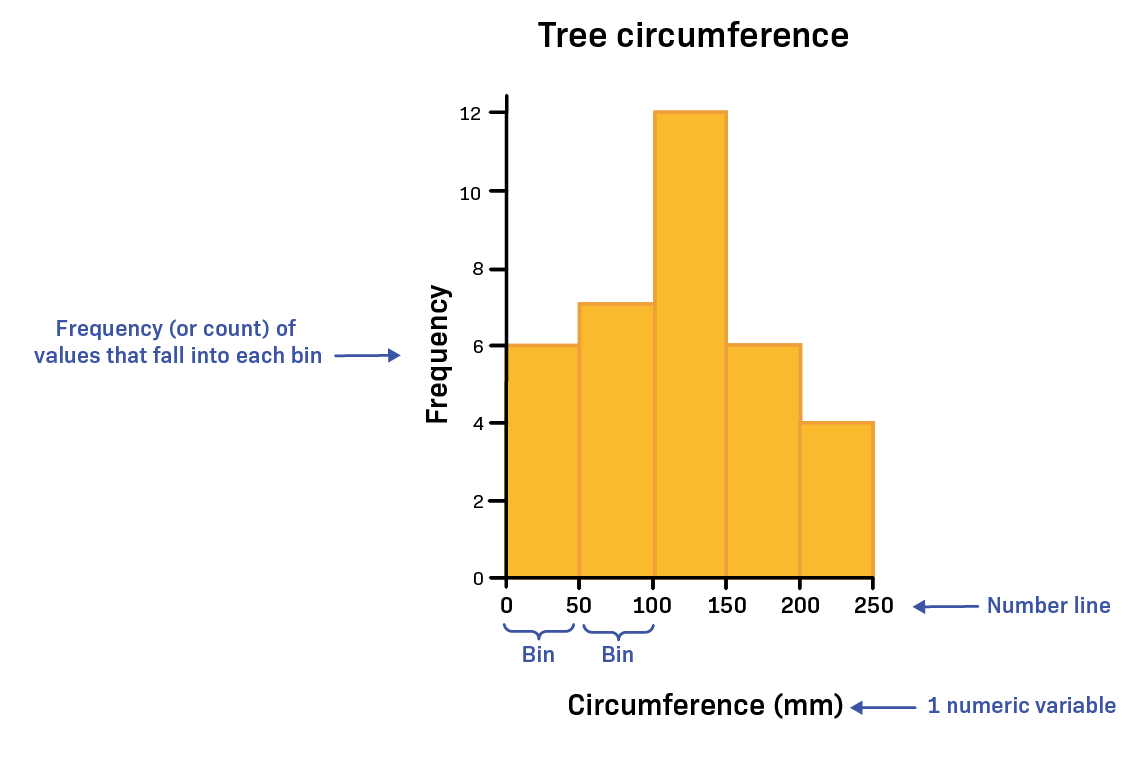 Tree circumference
12
10
8
6
4
2
0
Frequency
Frequency (or count) of
values that fall into each bin
0 50 100 150 200 250
Number line
Bin Bin
Circumference (mm)
1 numeric variable